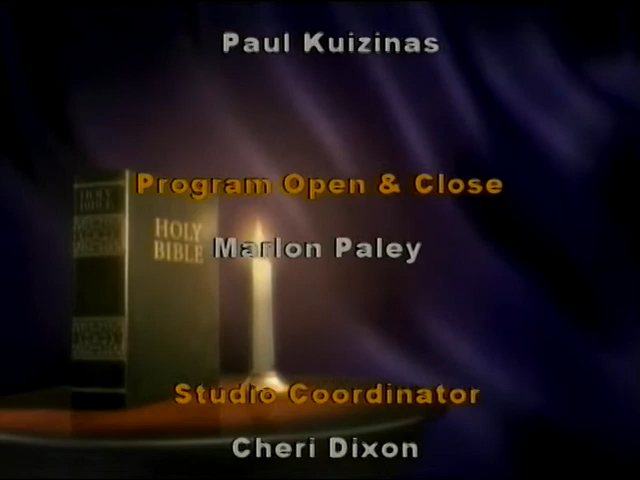 Paul Kuizinas
Program Open & Close
HOLY
BIBLE
HOLY
BIBLE
Marlon Paley
Studio Coordinator
Cheri Dixon